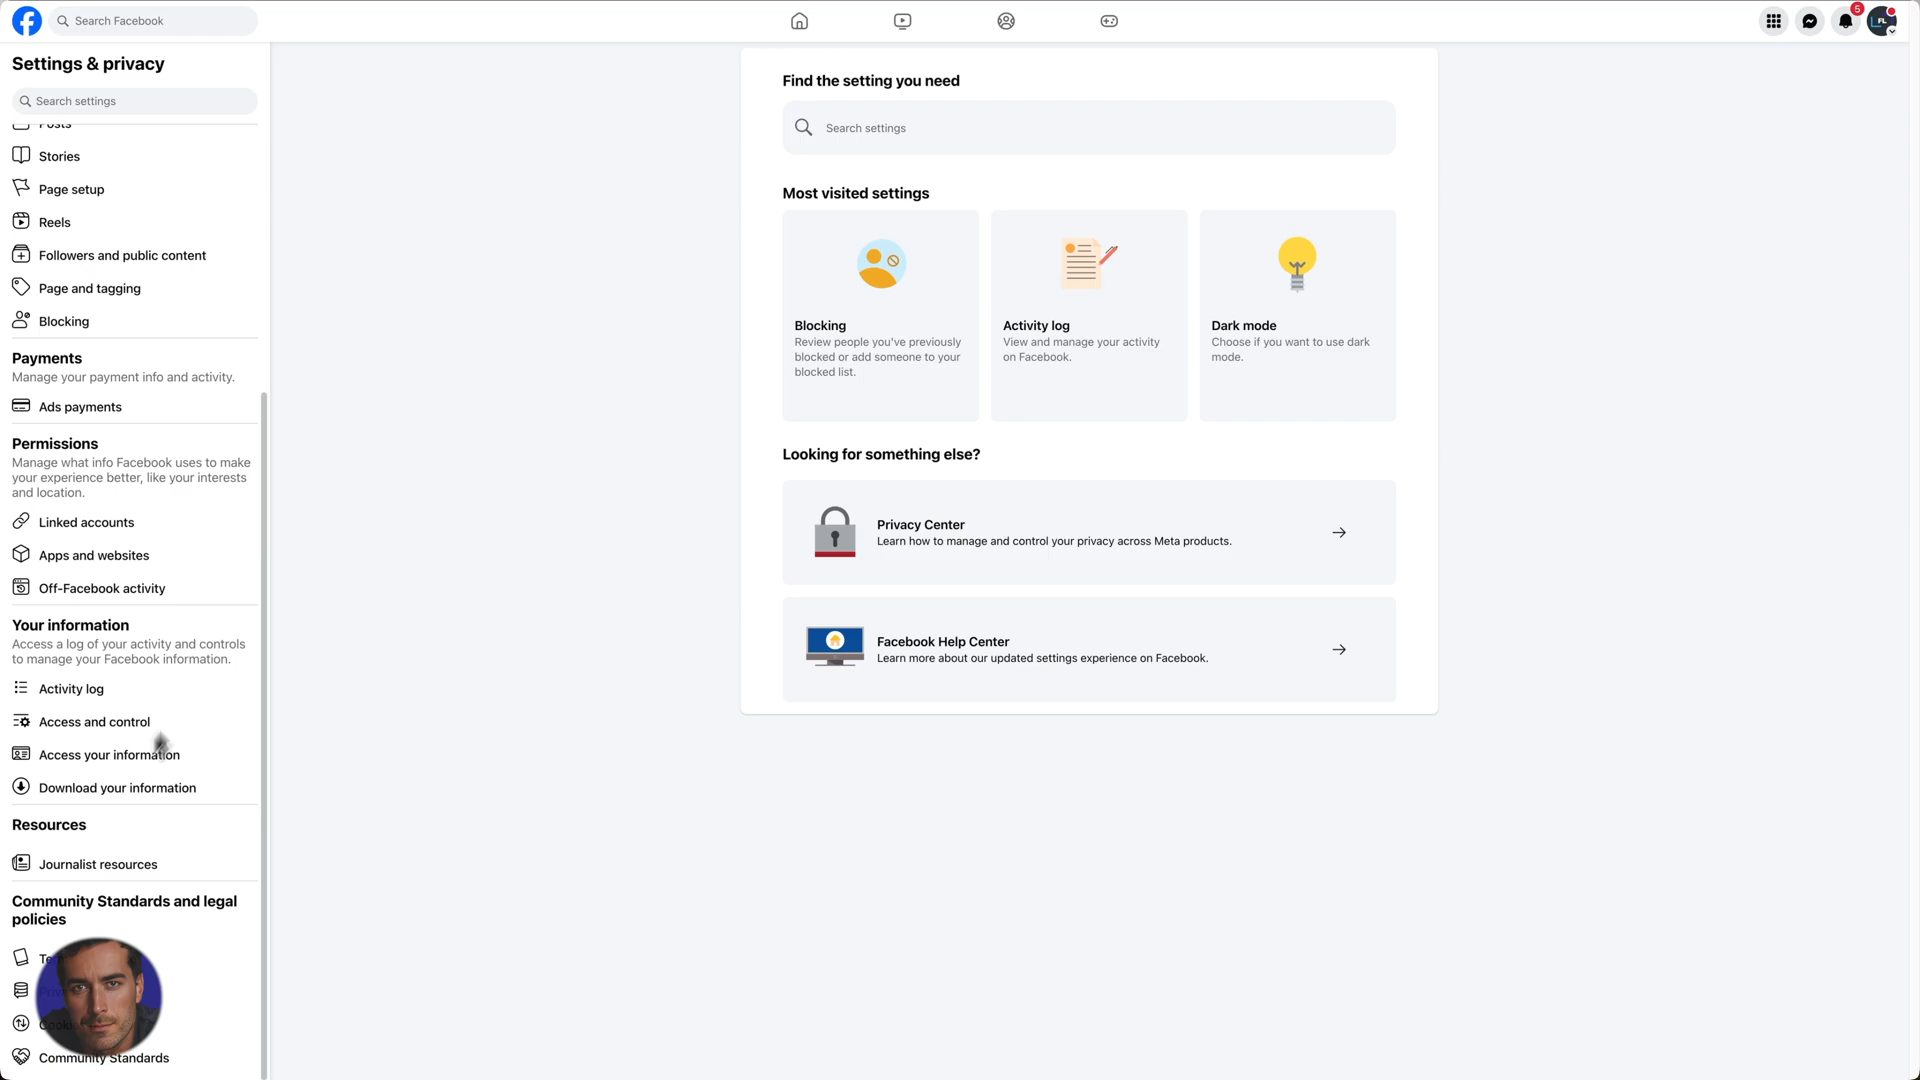 Search Facebook
5
FL
Settings & privacy
Search settings
Posts
Stories
Page setup
Reels
Followers and public content
Page and tagging
Blocking
Payments
Manage your payment info and activity.
Ads payments
Permissions
Manage what info Facebook uses to make
your experience better, like your interests
and location.
Linked accounts
Apps and websites
Off-Facebook activity
Your information
Access a log of your activity and controls
to manage your Facebook information.
Activity log
Access and control
Access your information
Download your information
Resources
Journalist resources
Community Standards and legal
policies
Community Standards
Find the setting you need
Search settings
Most visited settings
Blocking
Review people you've previously
blocked or add someone to your
blocked list.
Activity log
View and manage your activity
on Facebook.
Dark mode
Choose if you want to use dark
mode.
Looking for something else?
Privacy Center
Learn how to manage and control your privacy across Meta products.
Facebook Help Center
Learn more about our updated settings experience on Facebook.